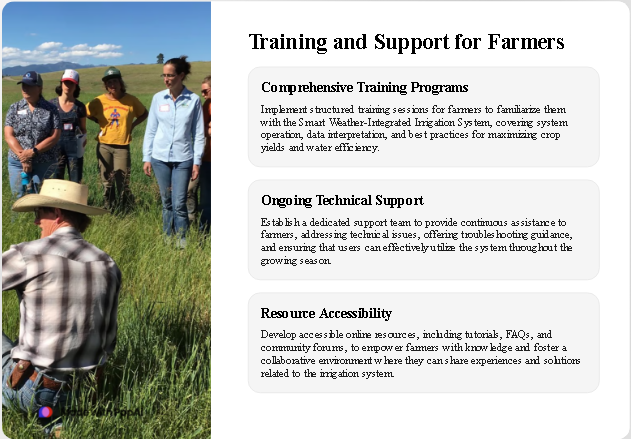 Training and Support for Farmers
Comprehensive Training Programs
Implement structured training sessions for farmers to familiarize them
with the Smart Weather-Integrated Irrigation System, covering system
operation, data interpretation, and best practices for maximizing crop
yields and water efficiency.
Ongoing Technical Support
Establish a dedicated support team to provide continuous assistance to
farmers, addressing technical issues, offering troubleshooting guidance,
and ensuring that users can effectively utilize the system throughout the
growing season.
Resource Accessibility
Develop accessible online resources, including tutorials, FAQs, and
community forums, to empower farmers with knowledge and foster a
collaborative environment where they can share experiences and solutions
related to the irrigation system.
Made with PopAi